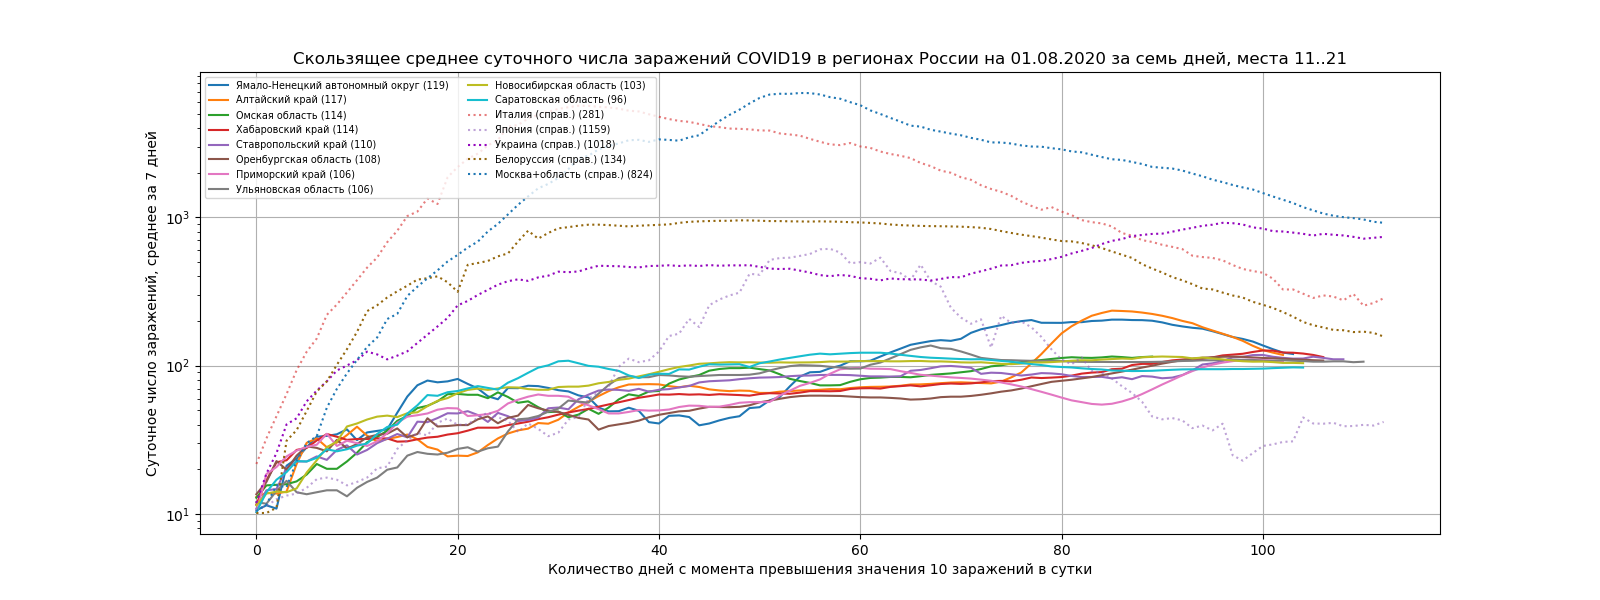 Скользящее среднее суточного числа заражений COVID19 в регионах России на 01.08.2020 за семь дней, места 11..21
Суточное число заражений, среднее за 7 дней
10³
10²
10¹
Ямало-Ненецкий автономный округ (119)
Алтайский край (117)
Омская область (114)
Хабаровский край (114)
Ставропольский край (110)
Оренбургская область (108)
Приморский край (106)
Ульяновская область (106)
Новосибирская область (103)
Саратовская область (96)
Италия (справ.) (281)
Япония (справ.) (1159)
Украина (справ.) (1018)
Белоруссия (справ.) (134)
Москва+область (справ.) (824)
0 20 40 60 80 100
Количество дней с момента превышения значения 10 заражений в сутки